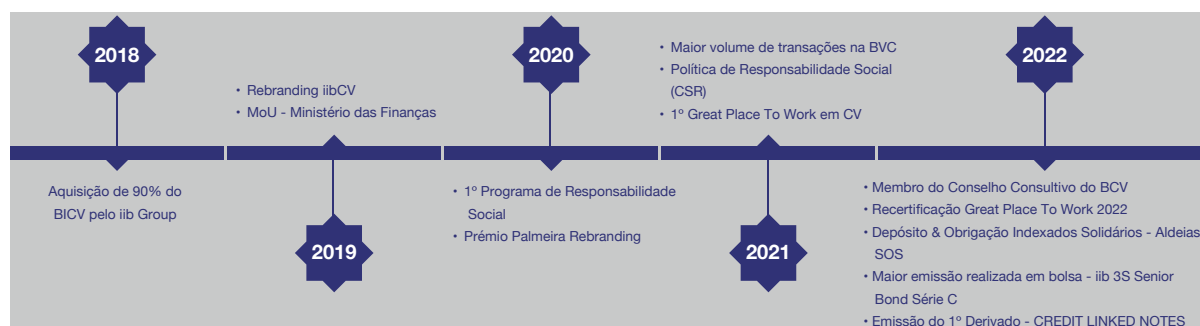 2018
Aquisição de 90% do
BICV pelo iib Group
• Rebranding iibCV
• MoU - Ministério das Finanças
2019
2020
• 1º Programa de Responsabilidade
Social
• Prémio Palmeira Rebranding
• Maior volume de transações na BVC
• Política de Responsabilidade Social
(CSR)
• 1º Great Place To Work em CV
2021
2022
• Membro do Conselho Consultivo do BCV
• Recertificação Great Place To Work 2022
• Depósito & Obrigação Indexados Solidários - Aldeias
SOS
• Maior emissão realizada em bolsa - iib 3S Senior
Bond Série C
• Emissão do 1º Derivado - CREDIT LINKED NOTES